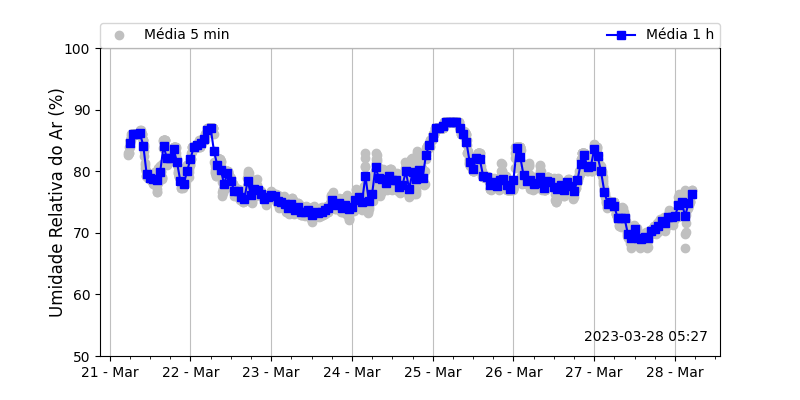 Média 5 min
Média 1 h
Umidade Relativa do Ar (%)
100
90
80
70
60
50
2023-03-28 05:27
21 - Mar
22 - Mar
23 - Mar
24 - Mar
25 - Mar
26 - Mar
27 - Mar
28 - Mar